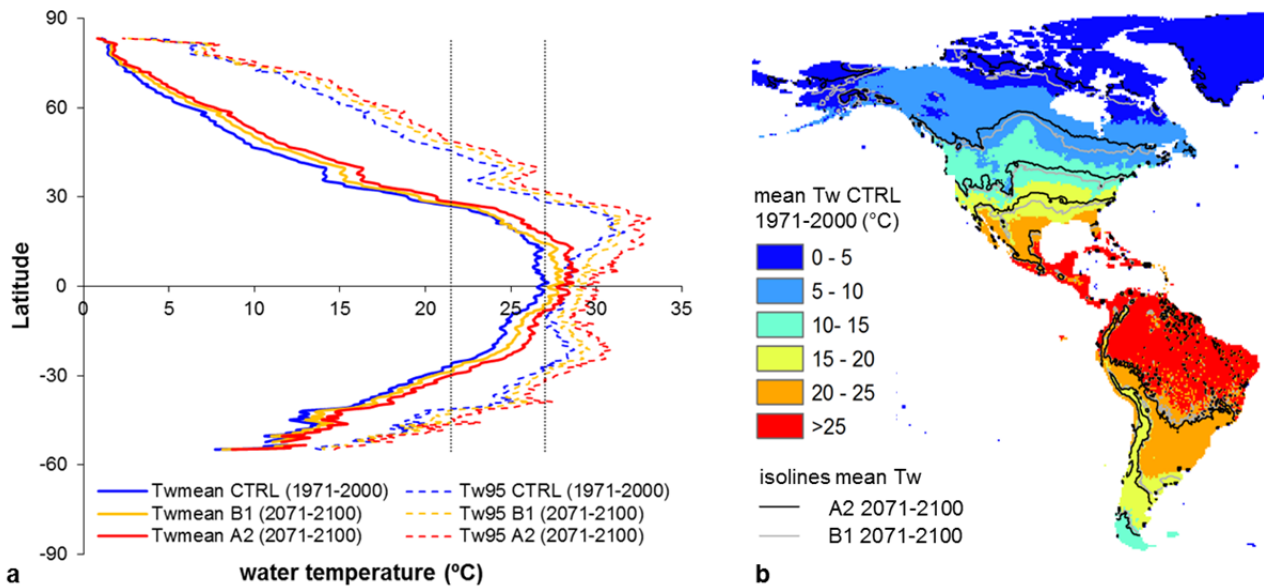 90
60
30
0
-30
-60
-90
Latitude
5
10
15
20
25
30
35
Twmean CTRL (1971-2000)
Twmean B1 (2071-2100)
Twmean A2 (2071-2100)
Tw95 CTRL (1971-2000)
Tw95 B1 (2071-2100)
Tw95 A2 (2071-2100)
water temperature (ºC)
a
mean Tw CTRL
1971-2000 (°C)
0 - 5
5 - 10
10- 15
15 - 20
20 - 25
>25
isolines mean Tw
A2 2071-2100
B1 2071-2100
b